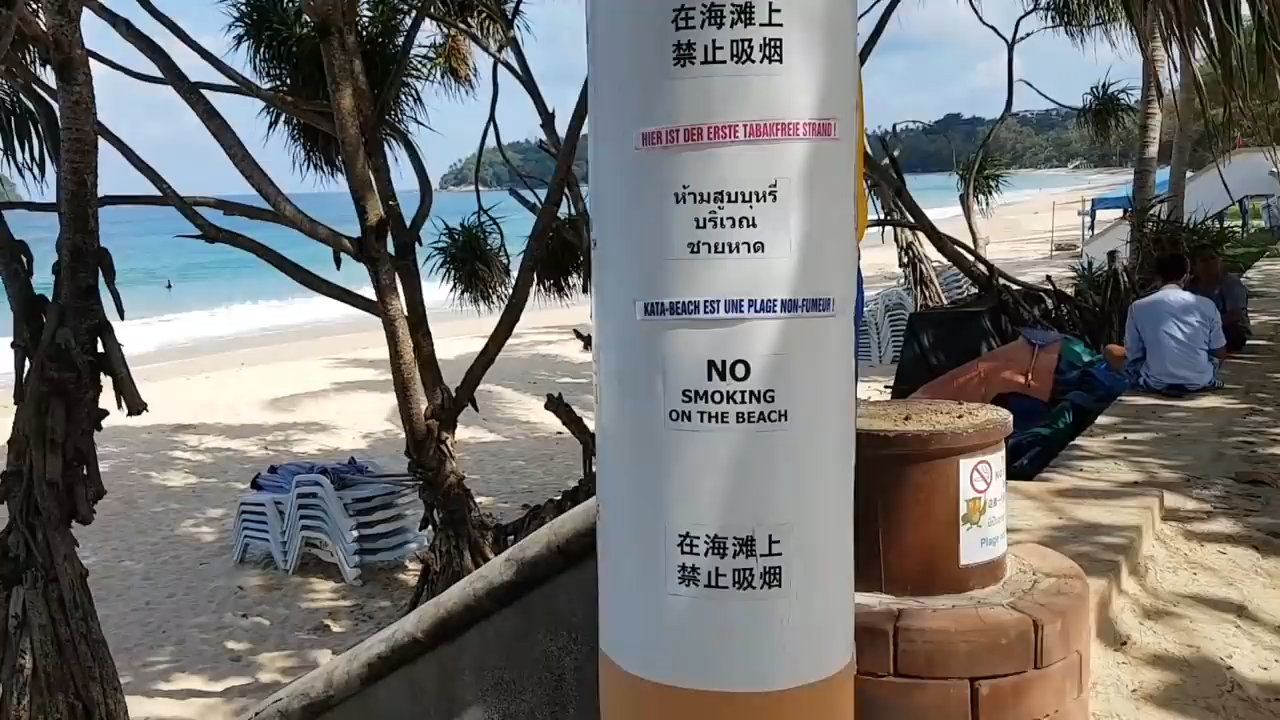 在海滩上
禁止吸烟
HIER IST DER ERSTE TABAKFREIE STRAND!
ห้ามสูบบุหรี่
บริเวณ
ชายหาด
KATA-BEACH EST UNE PLAGE NON-FUMEUR!
NO
SMOKING
ON THE BEACH
在海滩上
禁止吸烟
Plage